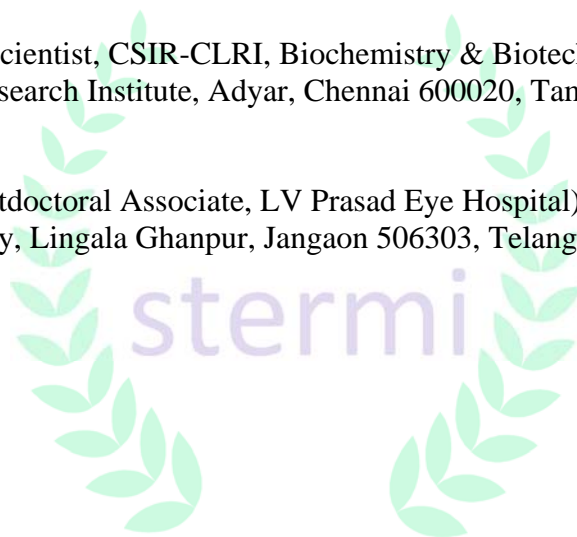 cientist, CSIR-CLRI, Biochemistry & Biotec
search Institute, Adyar, Chennai 600020, Tan
tdoctoral Associate, LV Prasad Eye Hospital)
y, Lingala Ghanpur, Jangaon 506303, Telang
stermi